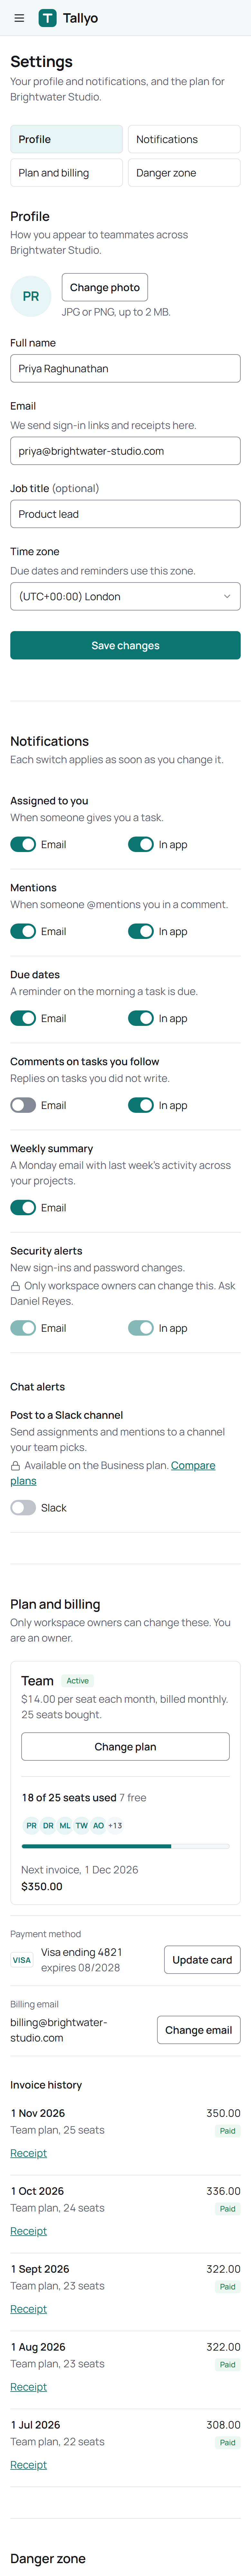 Tallyo
Settings
Your profile and notifications, and the plan for
Brightwater Studio.
Profile
Notifications
Plan and billing
Danger zone
Profile
How you appear to teammates across
Brightwater Studio.
PR
Change photo
JPG or PNG, up to 2 MB.
Full name
Priya Raghunathan
Email
We send sign-in links and receipts here.
priya@brightwater-studio.com
Job title (optional)
Product lead
Time zone
Due dates and reminders use this zone.
(UTC+00:00) London
Save changes
Notifications
Each switch applies as soon as you change it.
Assigned to you
When someone gives you a task.
Email
In app
Mentions
When someone @mentions you in a comment.
Email
In app
Due dates
A reminder on the morning a task is due.
Email
In app
Comments on tasks you follow
Replies on tasks you did not write.
Email
In app
Weekly summary
A Monday email with last week's activity across
your projects.
Email
Security alerts
New sign-ins and password changes.
Only workspace owners can change this. Ask
Daniel Reyes.
Email
In app
Chat alerts
Post to a Slack channel
Send assignments and mentions to a channel
your team picks.
Available on the Business plan. Compare
plans
Slack
Plan and billing
Only workspace owners can change these. You
are an owner.
Team
Active
$14.00 per seat each month, billed monthly.
25 seats bought.
Change plan
18 of 25 seats used 7 free
PR DR ML TW AO +13
Next invoice, 1 Dec 2026
$350.00
Payment method
VISA
Visa ending 4821
expires 08/2028
Update card
Billing email
billing@brightwater-
studio.com
Change email
Invoice history
1 Nov 2026
350.00
Team plan, 25 seats
Paid
Receipt
1 Oct 2026
336.00
Team plan, 24 seats
Paid
Receipt
1 Sept 2026
322.00
Team plan, 23 seats
Paid
Receipt
1 Aug 2026
322.00
Team plan, 23 seats
Paid
Receipt
1 Jul 2026
308.00
Team plan, 22 seats
Paid
Receipt
Danger zone